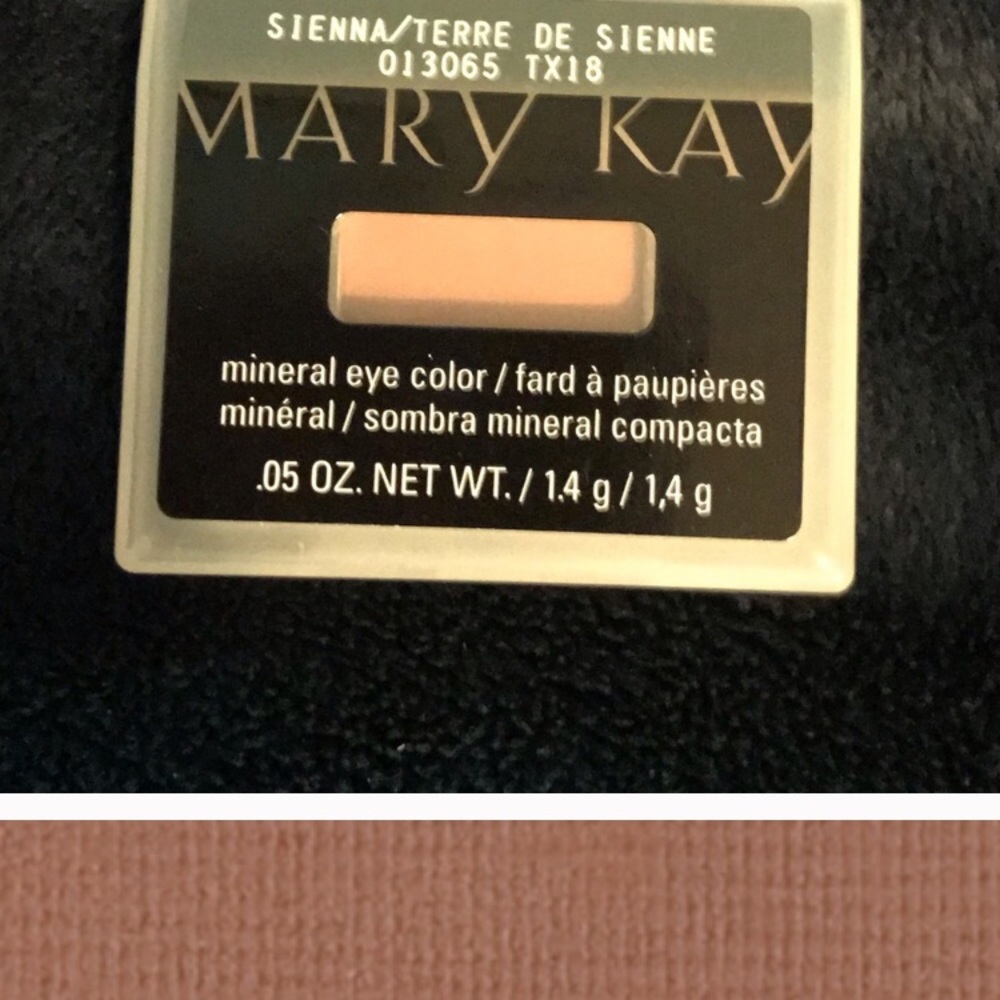 SIENNA/TERRE DE SIENNE
013065 TX18
MARY KAY
mineral eye color / fard à paupières
minéral / sombra mineral compacta
.05 OZ. NET WT. / 1.4 g / 1,4 g